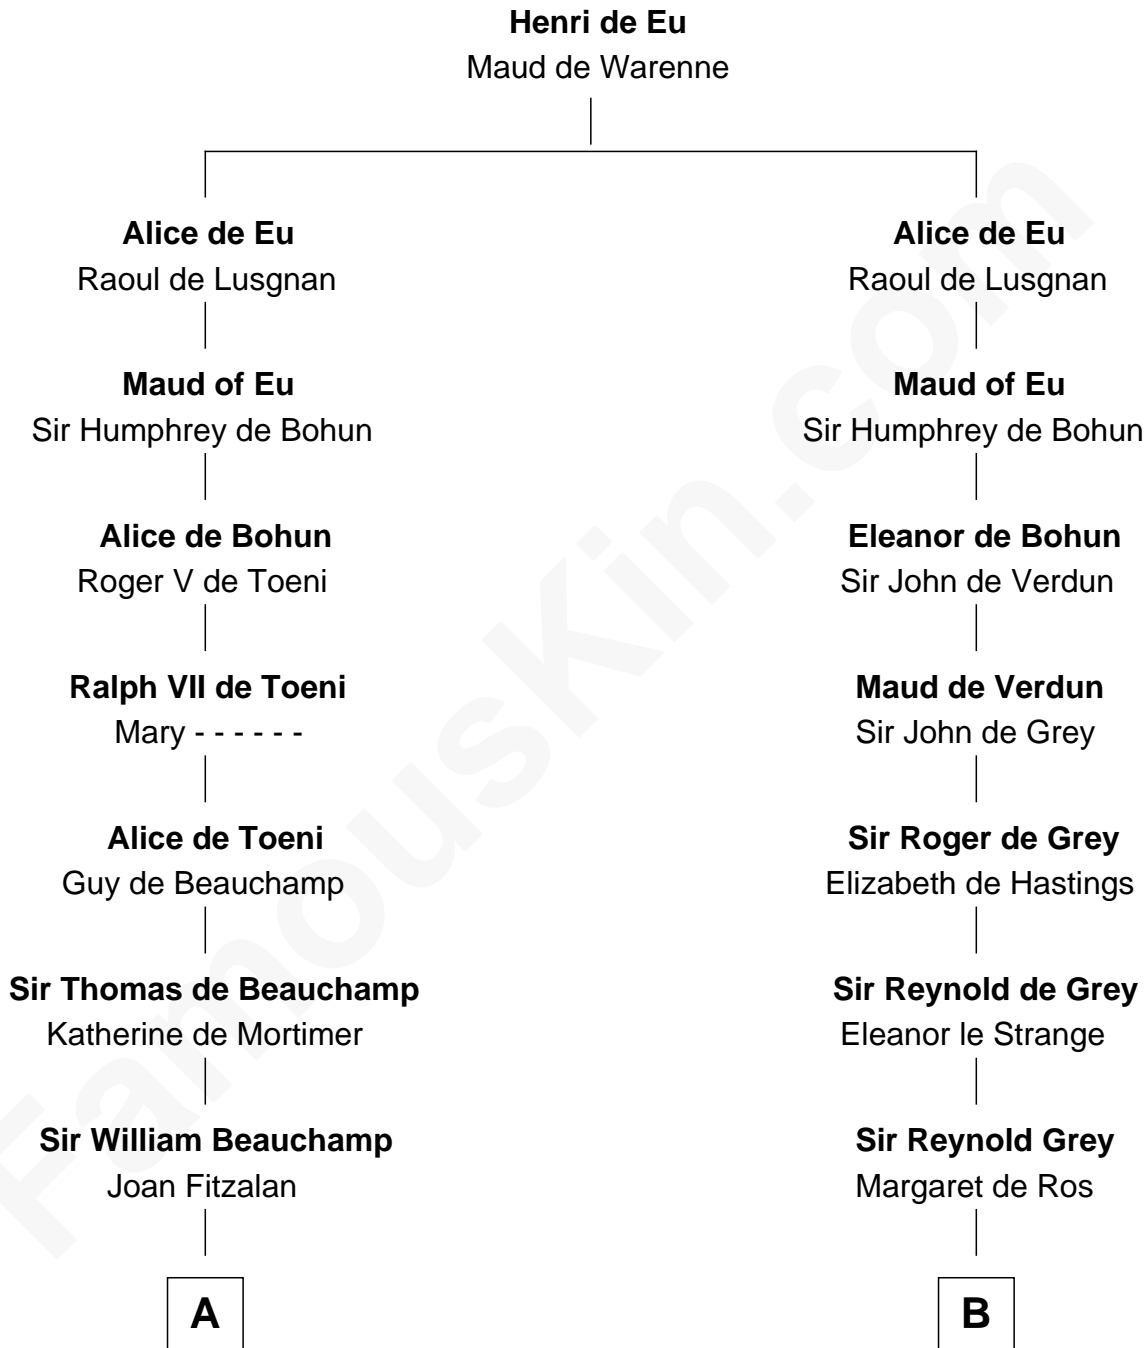 Henri de Eu
Maud de Warenne
Alice de Eu
Raoul de Lusgnan
Maud of Eu
Sir Humphrey de Bohun
Alice de Bohun
Roger V de Toeni
Ralph VII de Toeni
Mary - - - - - -
Alice de Toeni
Guy de Beauchamp
Sir Thomas de Beauchamp
Katherine de Mortimer
Sir William Beauchamp
Joan Fitzalan
A
Alice de Eu
Raoul de Lusgnan
Maud of Eu
Sir Humphrey de Bohun
Eleanor de Bohun
Sir John de Verdun
Maud de Verdun
Sir John de Grey
Sir Roger de Grey
Elizabeth de Hastings
Sir Reynold de Grey
Eleanor le Strange
Sir Reynold Grey
Margaret de Ros
B
FamousKin.com